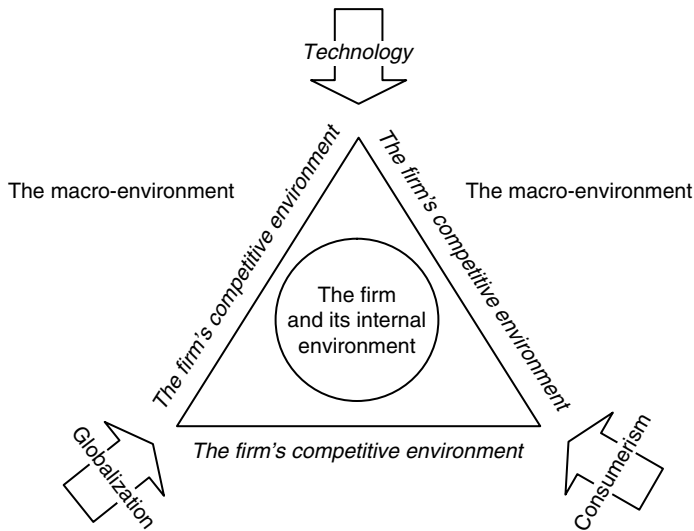 Technology
The firm's competitive environment
The firm's competitive environment
The macro-environment
The macro-environment
The firm
and its internal
environment
Globalization
The firm's competitive environment
Consumerism